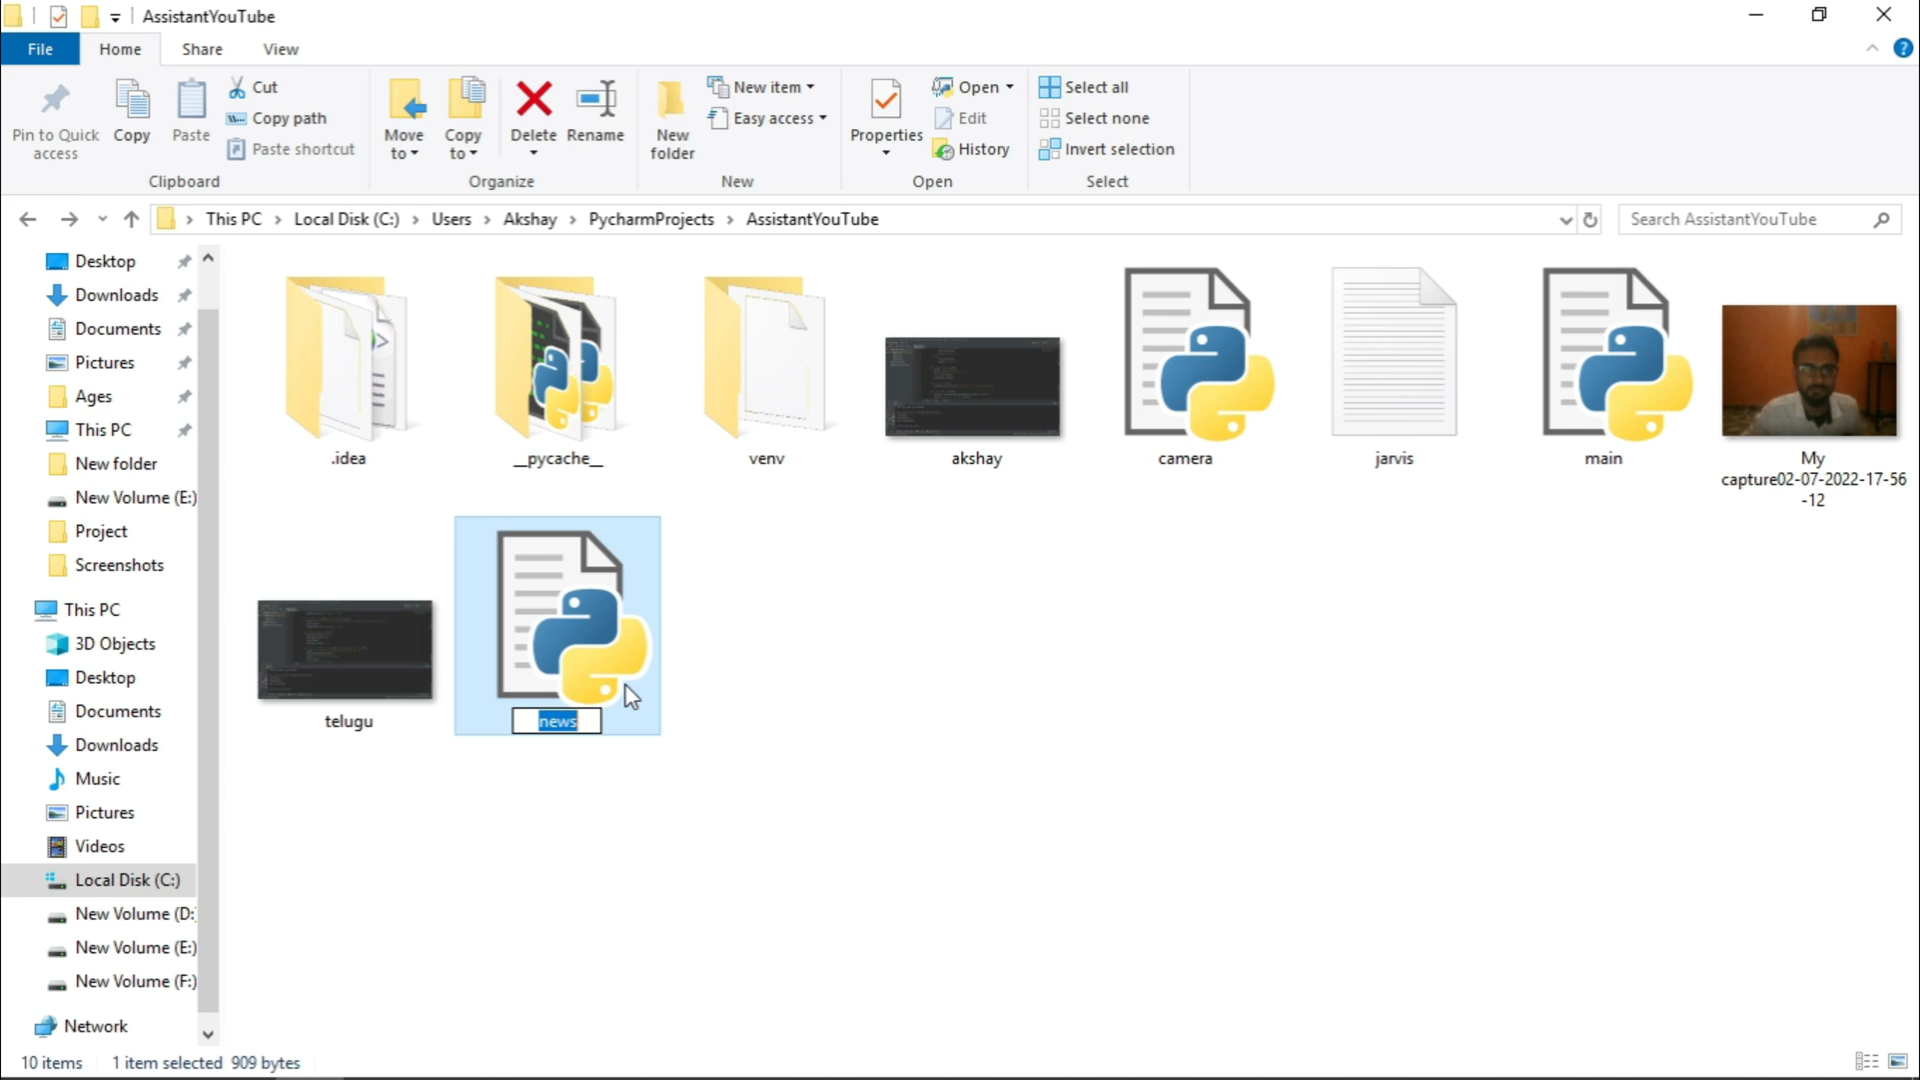 AssistantYouTube
File Home Share View
Pin to Quick access
Copy
Paste
Cut
Copy path
Paste shortcut
Clipboard
Move to
Copy to
Delete
Rename
Organize
New folder
New item
Easy access
New
Properties
Open
Edit
History
Open
Select all
Select none
Invert selection
Select
This PC > Local Disk (C:) > Users > Akshay > PycharmProjects > AssistantYouTube
Search AssistantYouTube
Desktop
Downloads
Documents
Pictures
Ages
This PC
New folder
New Volume (E:)
Project
Screenshots
This PC
3D Objects
Desktop
Documents
Downloads
Music
Pictures
Videos
Local Disk (C:)
New Volume (D:
New Volume (E:)
New Volume (F:)
Network
.idea
__pycache__
venv
akshay
camera
jarvis
main
My
capture02-07-2022-17-56
-12
telugu
news
10 items 1 item selected 909 bytes